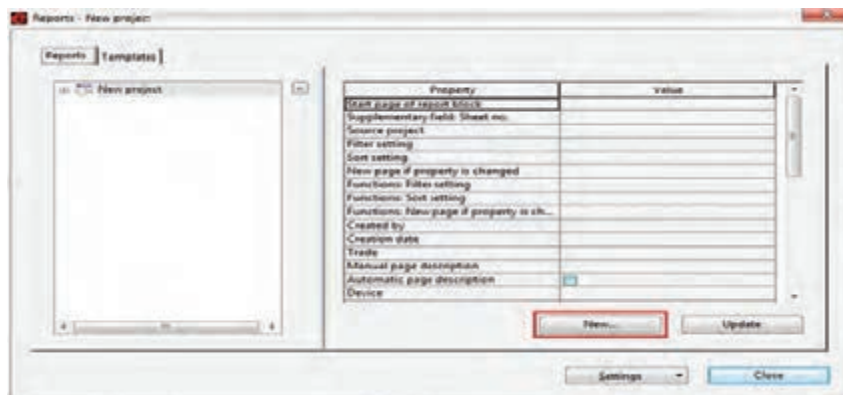 Reports - New project
Reports Templates
New project
Property Value
Start page of report block
Supplementary field: Sheet no.
Source project
Filter setting
Sort setting
New page if property is changed
Functions: Filter setting
Functions: Sort setting
Functions: New page if property is ch...
Created by
Creation date
Trade
Manual page description
Automatic page description
Device
New... Update
Settings Close